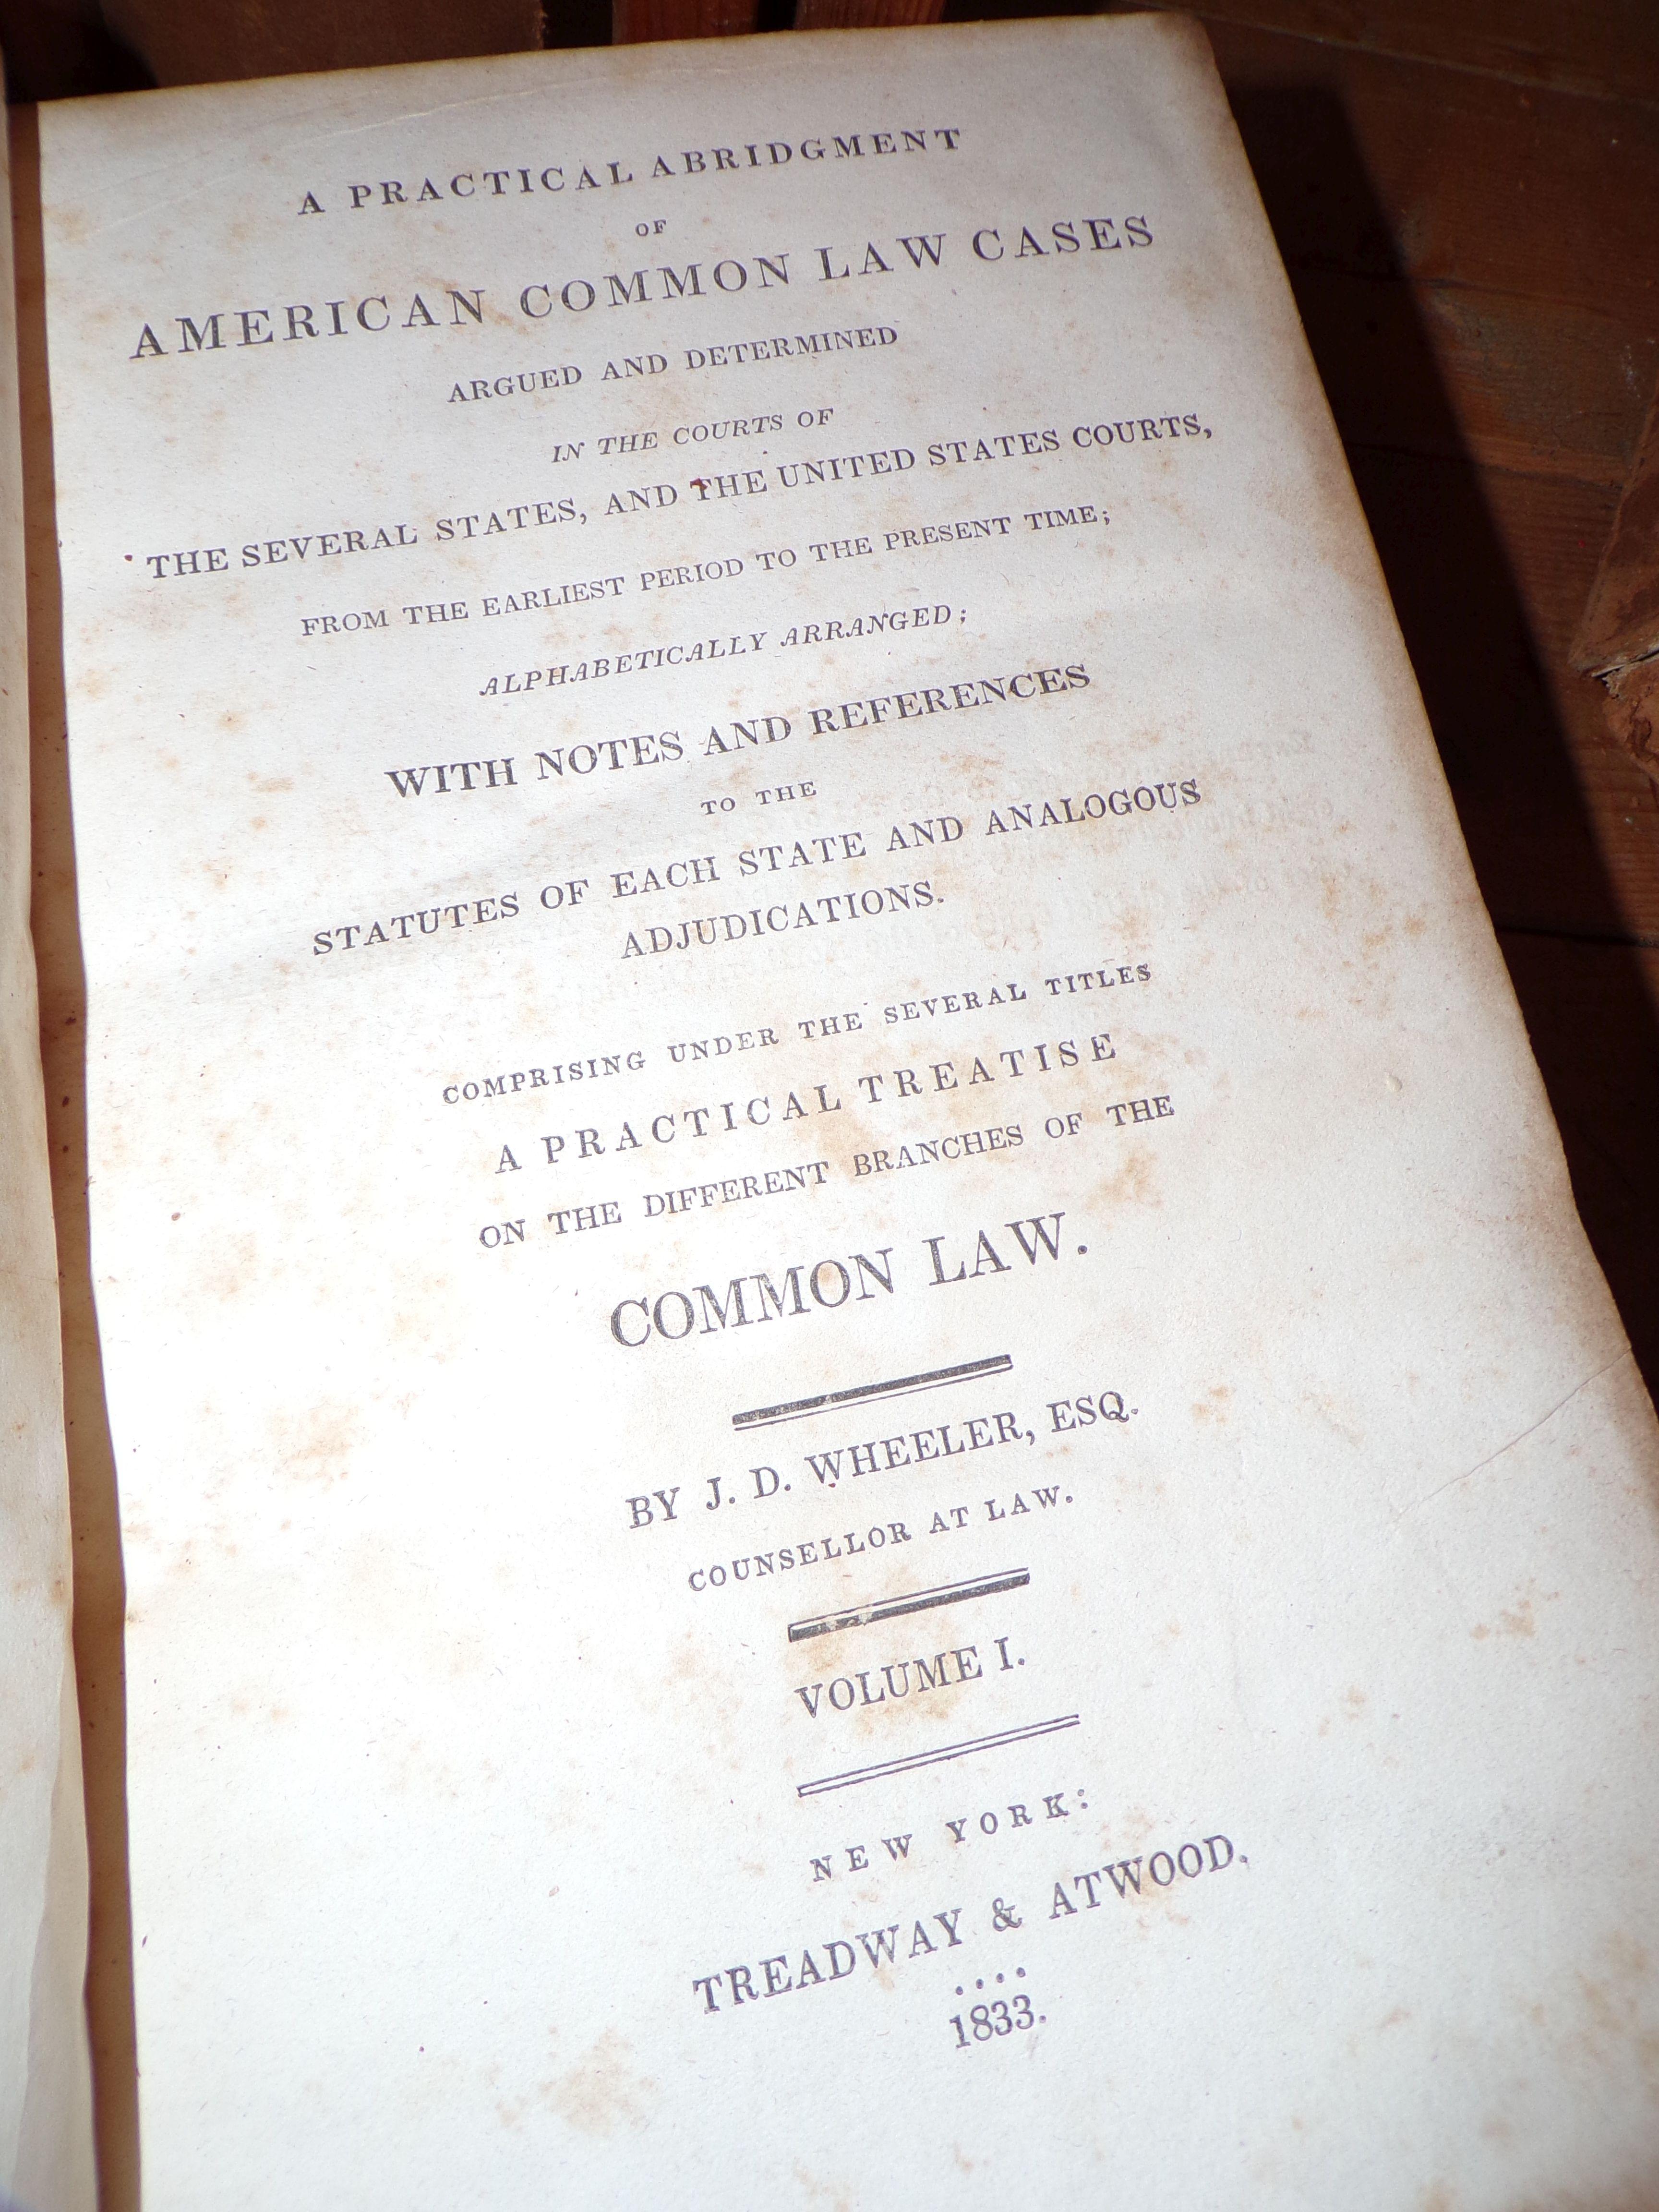 A PRACTICAL ABRIDGMENT
OF
AMERICAN COMMON LAW CASES
ARGUED AND DETERMINED
IN THE COURTS OF
THE SEVERAL STATES, AND THE UNITED STATES COURTS,
FROM THE EARLIEST PERIOD TO THE PRESENT TIME;
ALPHABETICALLY ARRANGED;
WITH NOTES AND REFERENCES
TO THE
STATUTES OF EACH STATE AND ANALOGOUS
ADJUDICATIONS.
COMPRISING UNDER THE SEVERAL TITLES
A PRACTICAL TREATISE
ON THE DIFFERENT BRANCHES OF THE
COMMON LAW.
BY J. D. WHEELER, ESQ.
COUNSELLOR AT LAW.
VOLUME I.
NEW YORK:
TREADWAY & ATWOOD.
....
1833.